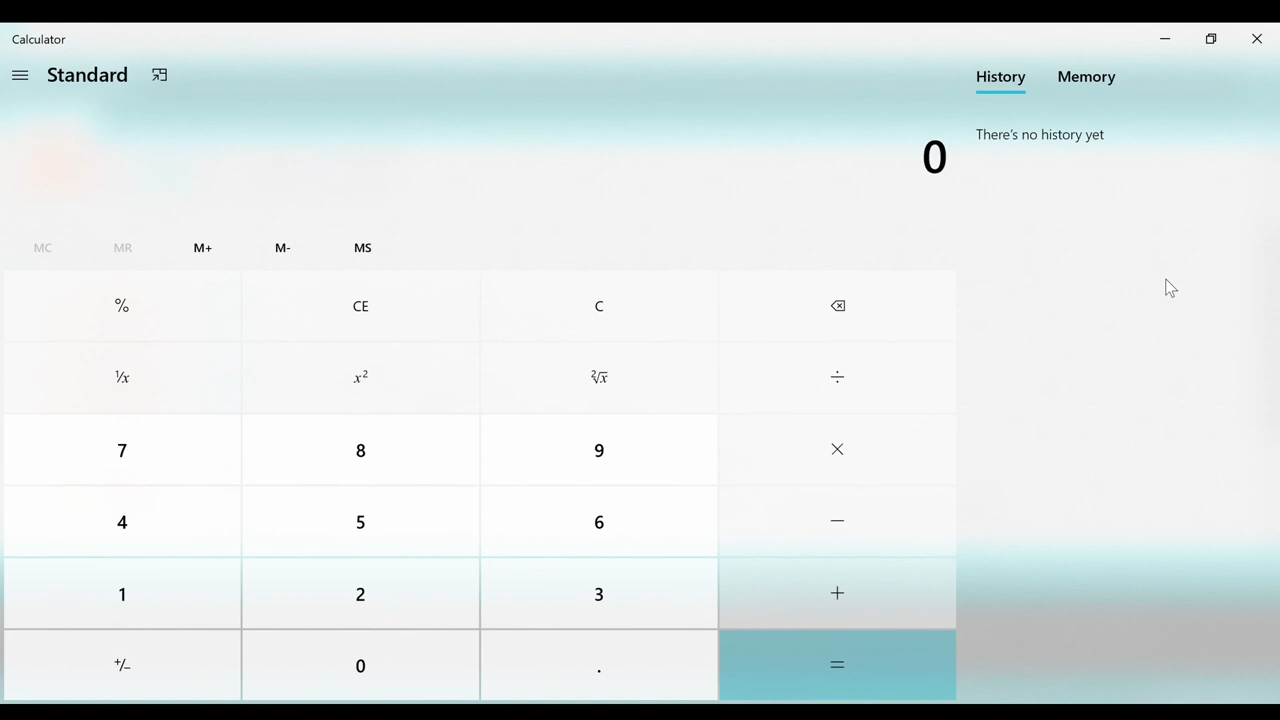 Calculator
Standard
History Memory
There's no history yet
0
MC MR M+ M- MS
% CE C
¹/x x² ²√x ÷
7 8 9 ×
4 5 6 −
1 2 3 +
+/− 0 . =